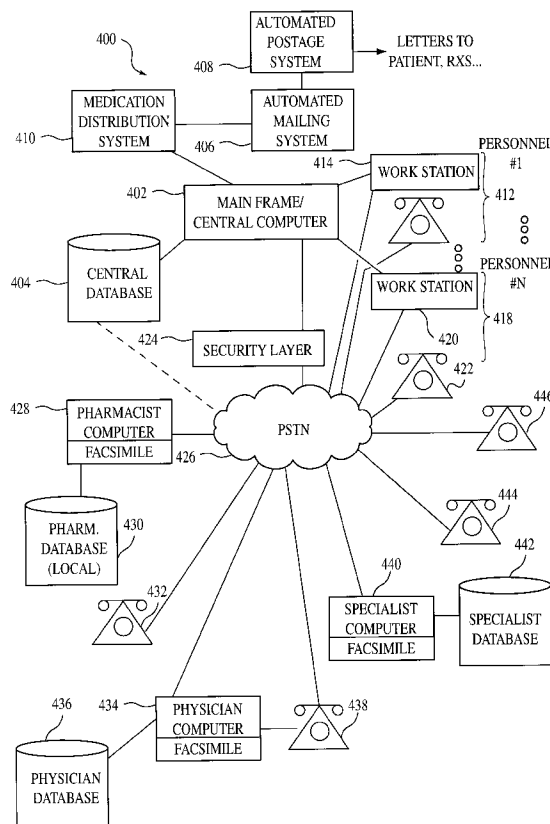 AUTOMATED
POSTAGE
SYSTEM
408
LETTERS TO
PATIENT, RXS...
400
MEDICATION
DISTRIBUTION
SYSTEM
410
AUTOMATED
MAILING
SYSTEM
406
414
WORK STATION
PERSONNEL
#1
412
402
MAIN FRAME/
CENTRAL COMPUTER
404
CENTRAL
DATABASE
PERSONNEL
#N
WORK STATION
418
420
424
SECURITY LAYER
422
428
PHARMACIST
COMPUTER
FACSIMILE
426
PSTN
446
430
PHARM.
DATABASE
(LOCAL)
444
432
440
SPECIALIST
COMPUTER
FACSIMILE
442
SPECIALIST
DATABASE
434
PHYSICIAN
COMPUTER
FACSIMILE
438
436
PHYSICIAN
DATABASE